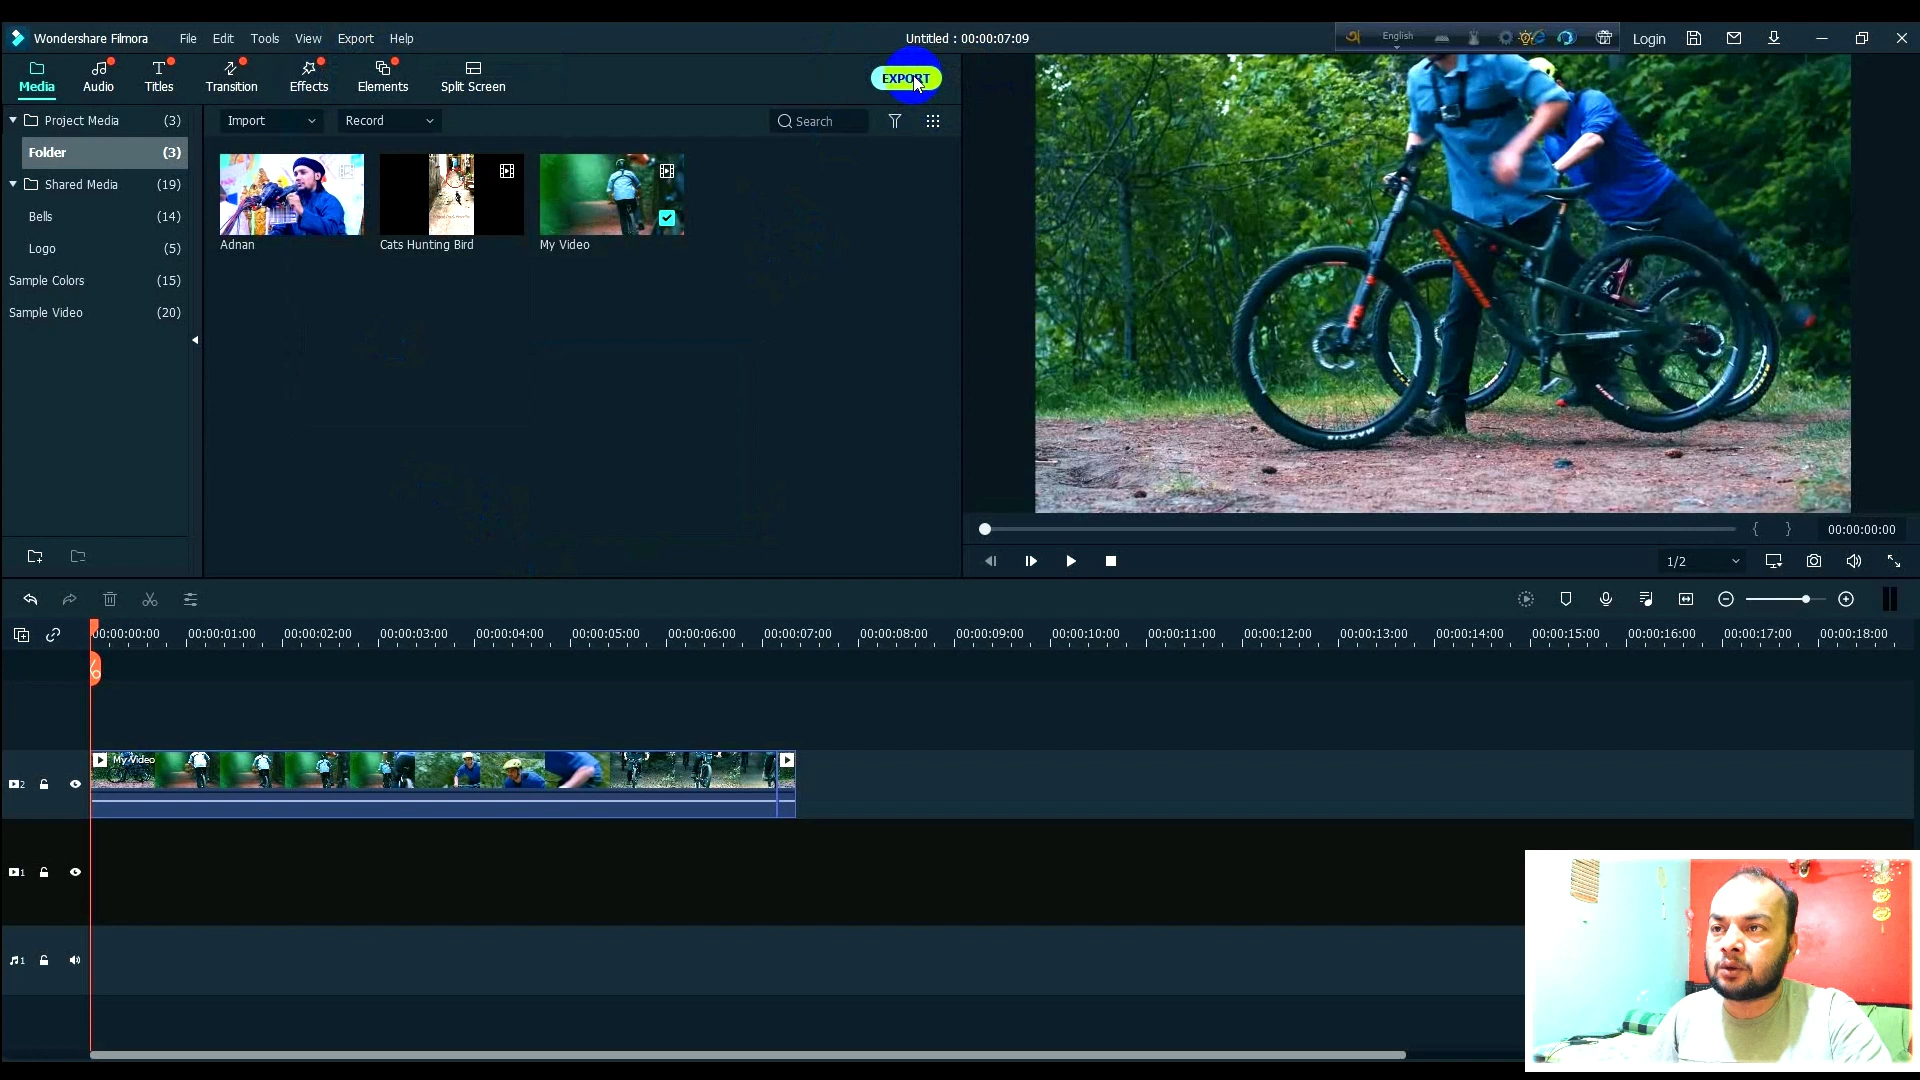 Wondershare Filmora File Edit Tools View Export Help Untitled : 00:00:07:09 English Login
Media Audio Titles Transition Effects Elements Split Screen EXPORT
Project Media (3) Import Record Search
Folder (3)
Shared Media (19)
Bells (14)
Logo (5)
Sample Colors (15)
Sample Video (20)
Adnan Cats Hunting Bird My Video
MAXXIS
00:00:00:00
1/2
00:00:00:00 00:00:01:00 00:00:02:00 00:00:03:00 00:00:04:00 00:00:05:00 00:00:06:00 00:00:07:00 00:00:08:00 00:00:09:00 00:00:10:00 00:00:11:00 00:00:12:00 00:00:13:00 00:00:14:00 00:00:15:00 00:00:16:00 00:00:17:00 00:00:18:00
My Video
2
1
1